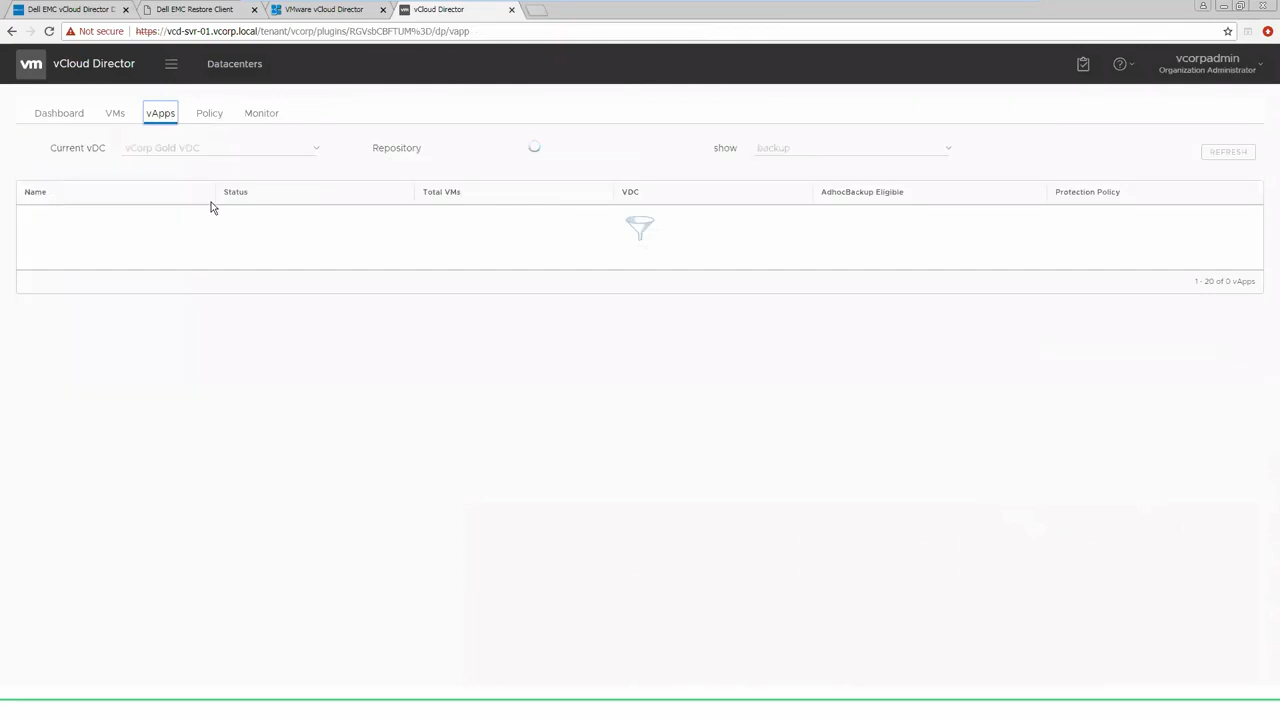 Dell EMC vCloud Director D
Dell EMC Restore Client
VMware vCloud Director
vCloud Director
Not secure
https://vcd-svr-01.vcorp.local/tenant/vcorp/plugins/RGVsbCBFTUM%3D/dp/vapp
vm
vCloud Director
Datacenters
vcorpadmin
Organization Administrator
Dashboard
VMs
vApps
Policy
Monitor
Current vDC
vCorp Gold VDC
Repository
show
backup
REFRESH
Name
Status
Total VMs
VDC
AdhocBackup Eligible
Protection Policy
1 - 20 of 0 vApps